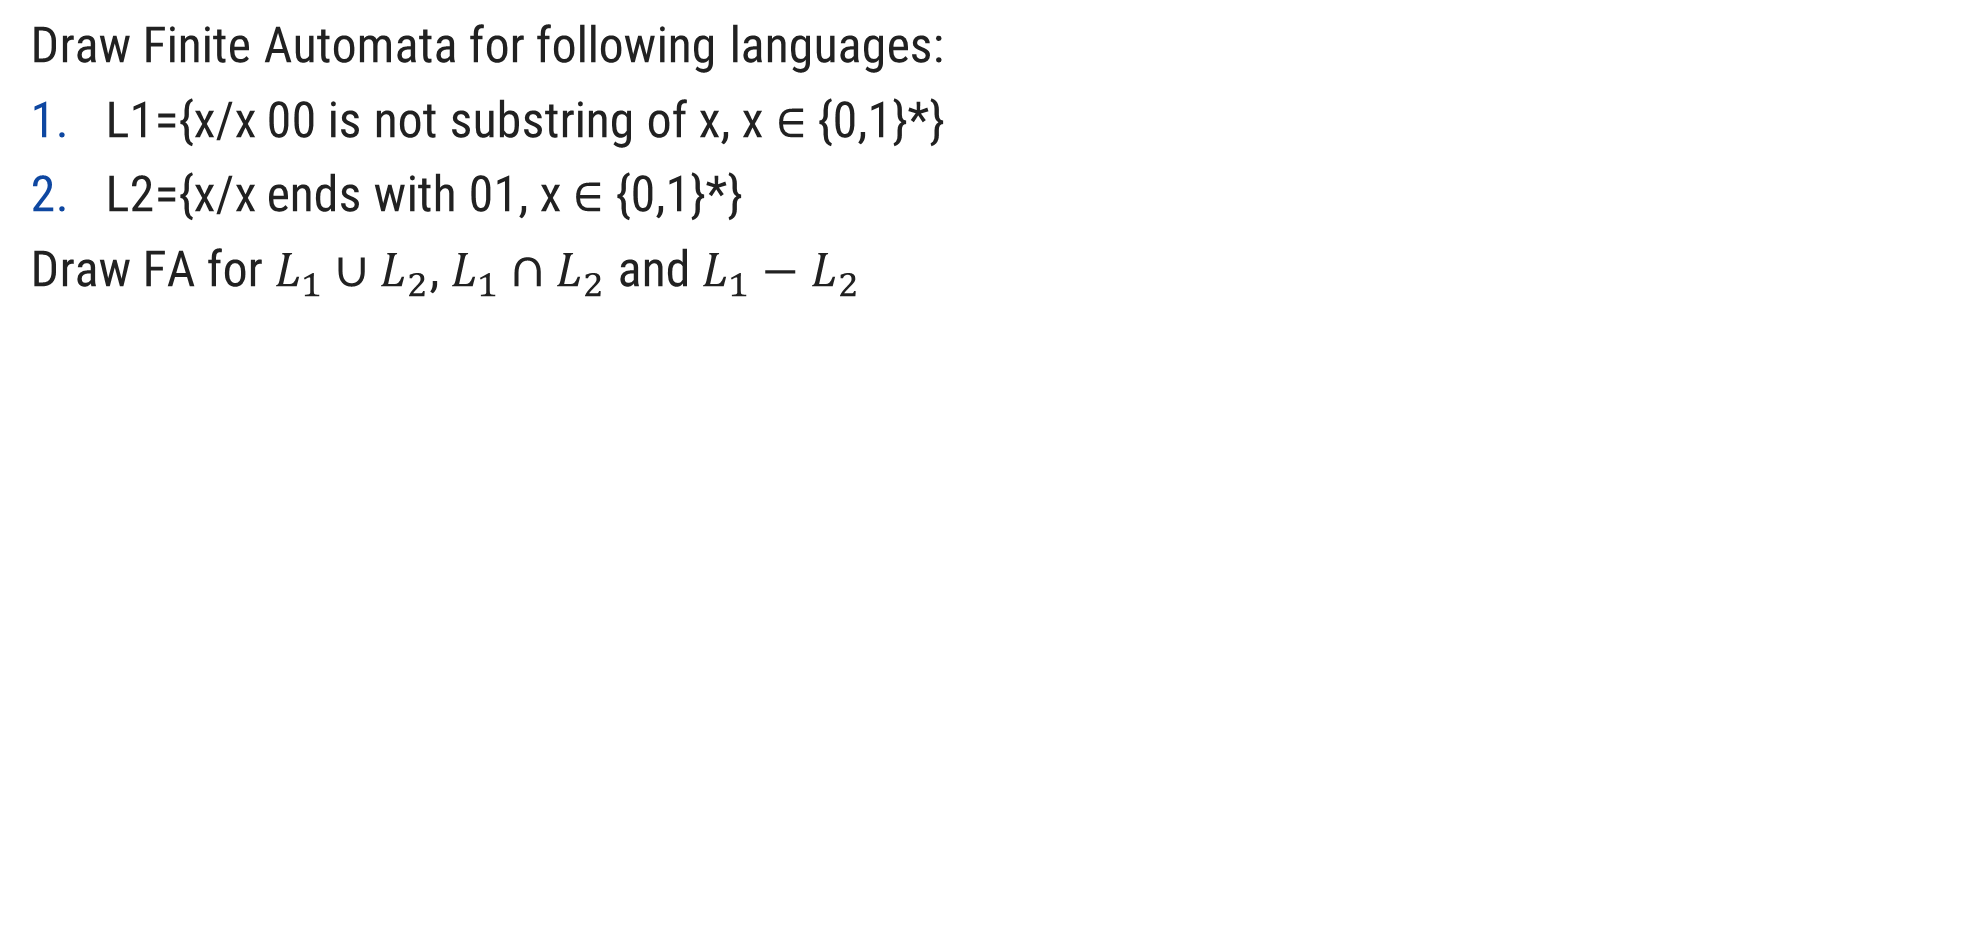 Draw Finite Automata for following languages:
1. L1={x/x 00 is not substring of x, x ∈ {0,1}*}
2. L2={x/x ends with 01, x ∈ {0,1}*}
Draw FA for 𝐿₁ ∪ 𝐿₂, 𝐿₁ ∩ 𝐿₂ and 𝐿₁ − 𝐿₂